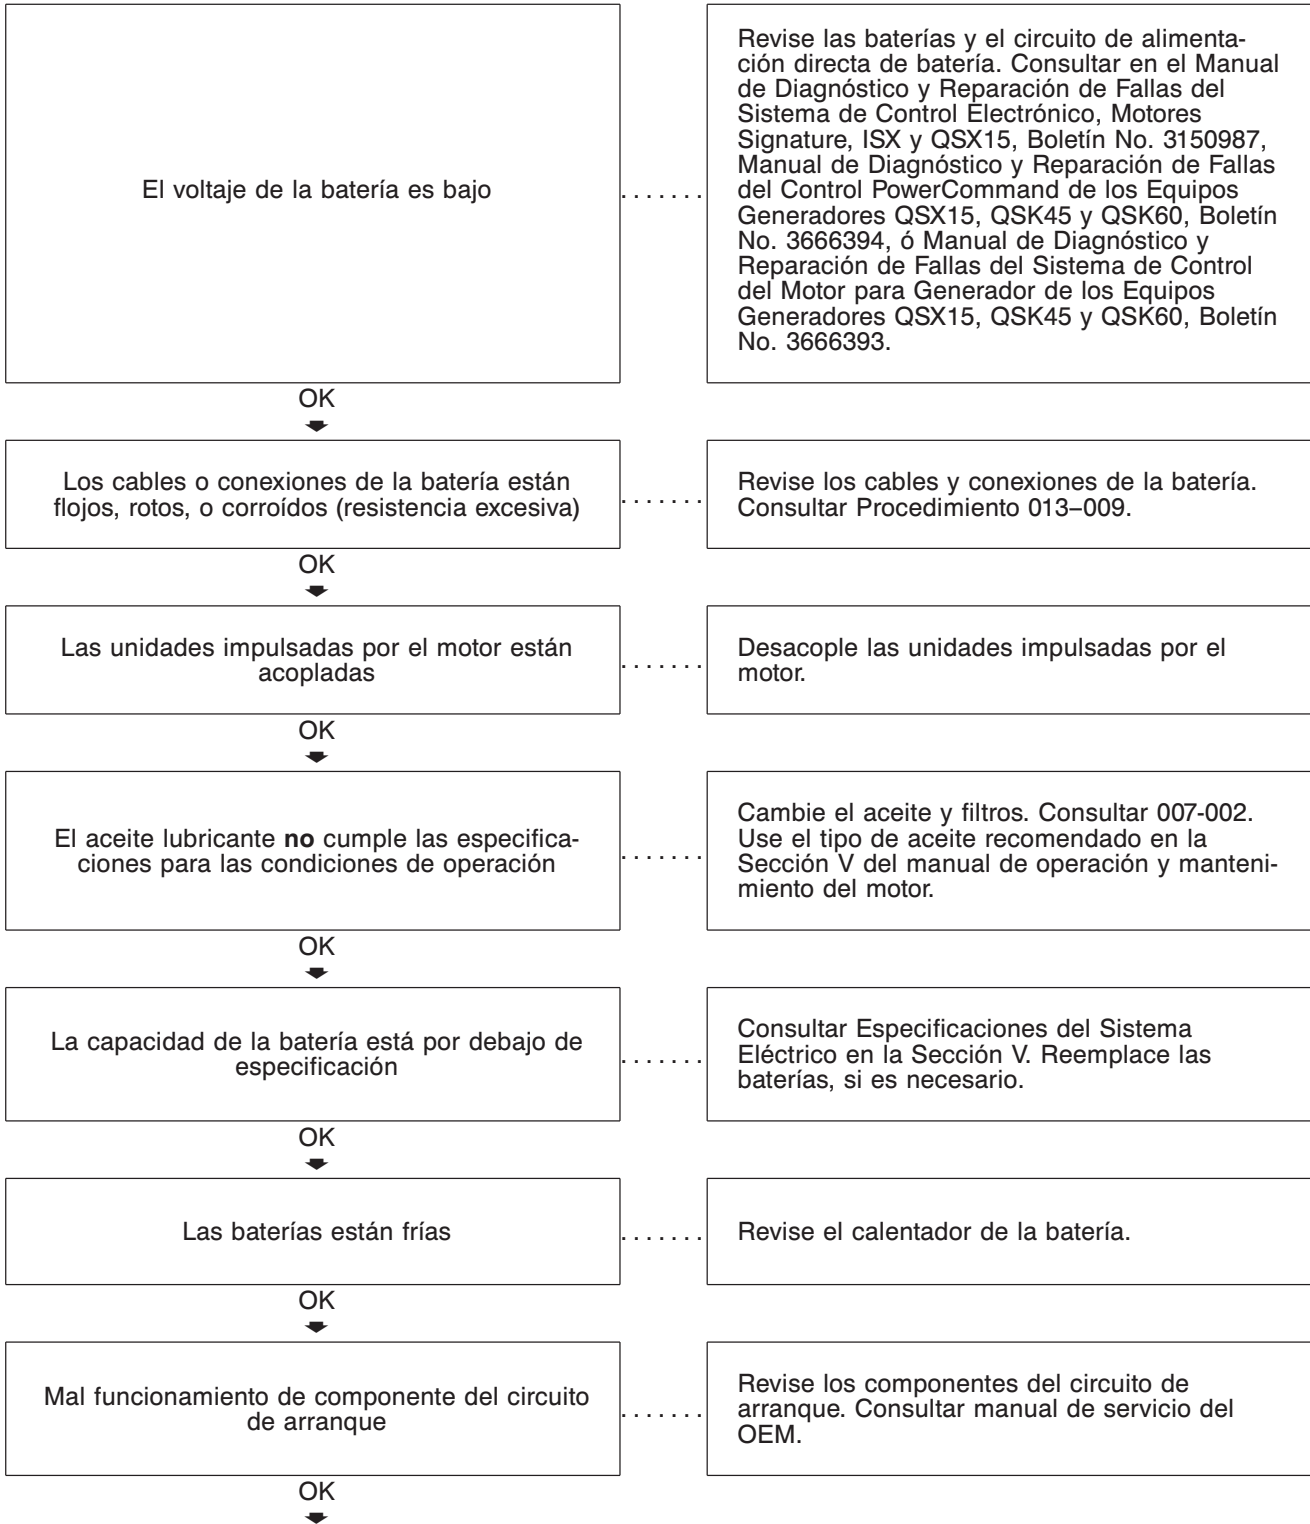 El voltaje de la batería es bajo
. . . . . . .
Revise las baterías y el circuito de alimenta-
ción directa de batería. Consultar en el Manual
de Diagnóstico y Reparación de Fallas del
Sistema de Control Electrónico, Motores
Signature, ISX y QSX15, Boletín No. 3150987,
Manual de Diagnóstico y Reparación de Fallas
del Control PowerCommand de los Equipos
Generadores QSX15, QSK45 y QSK60, Boletín
No. 3666394, ó Manual de Diagnóstico y
Reparación de Fallas del Sistema de Control
del Motor para Generador de los Equipos
Generadores QSX15, QSK45 y QSK60, Boletín
No. 3666393.
OK
Los cables o conexiones de la batería están
flojos, rotos, o corroídos (resistencia excesiva)
. . . . . . .
Revise los cables y conexiones de la batería.
Consultar Procedimiento 013–009.
OK
Las unidades impulsadas por el motor están
acopladas
. . . . . . .
Desacople las unidades impulsadas por el
motor.
OK
El aceite lubricante no cumple las especifica-
ciones para las condiciones de operación
. . . . . . .
Cambie el aceite y filtros. Consultar 007-002.
Use el tipo de aceite recomendado en la
Sección V del manual de operación y manteni-
miento del motor.
OK
La capacidad de la batería está por debajo de
especificación
. . . . . . .
Consultar Especificaciones del Sistema
Eléctrico en la Sección V. Reemplace las
baterías, si es necesario.
OK
Las baterías están frías
. . . . . . .
Revise el calentador de la batería.
OK
Mal funcionamiento de componente del circuito
de arranque
. . . . . . .
Revise los componentes del circuito de
arranque. Consultar manual de servicio del
OEM.
OK